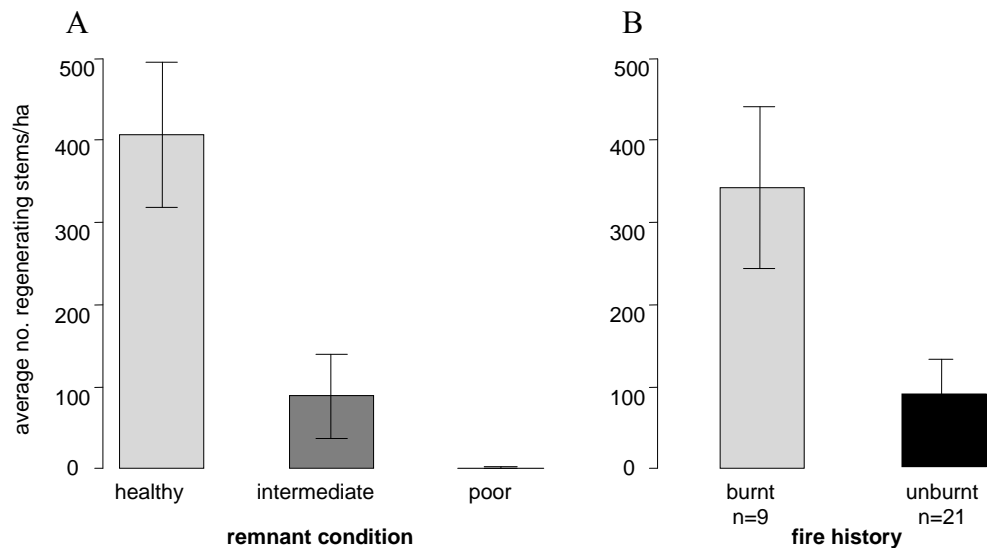 A
average no. regenerating stems/ha
500
400
300
200
100
0
healthy intermediate poor
remnant condition
B
500
400
300
200
100
0
burnt unburnt
n=9 n=21
fire history